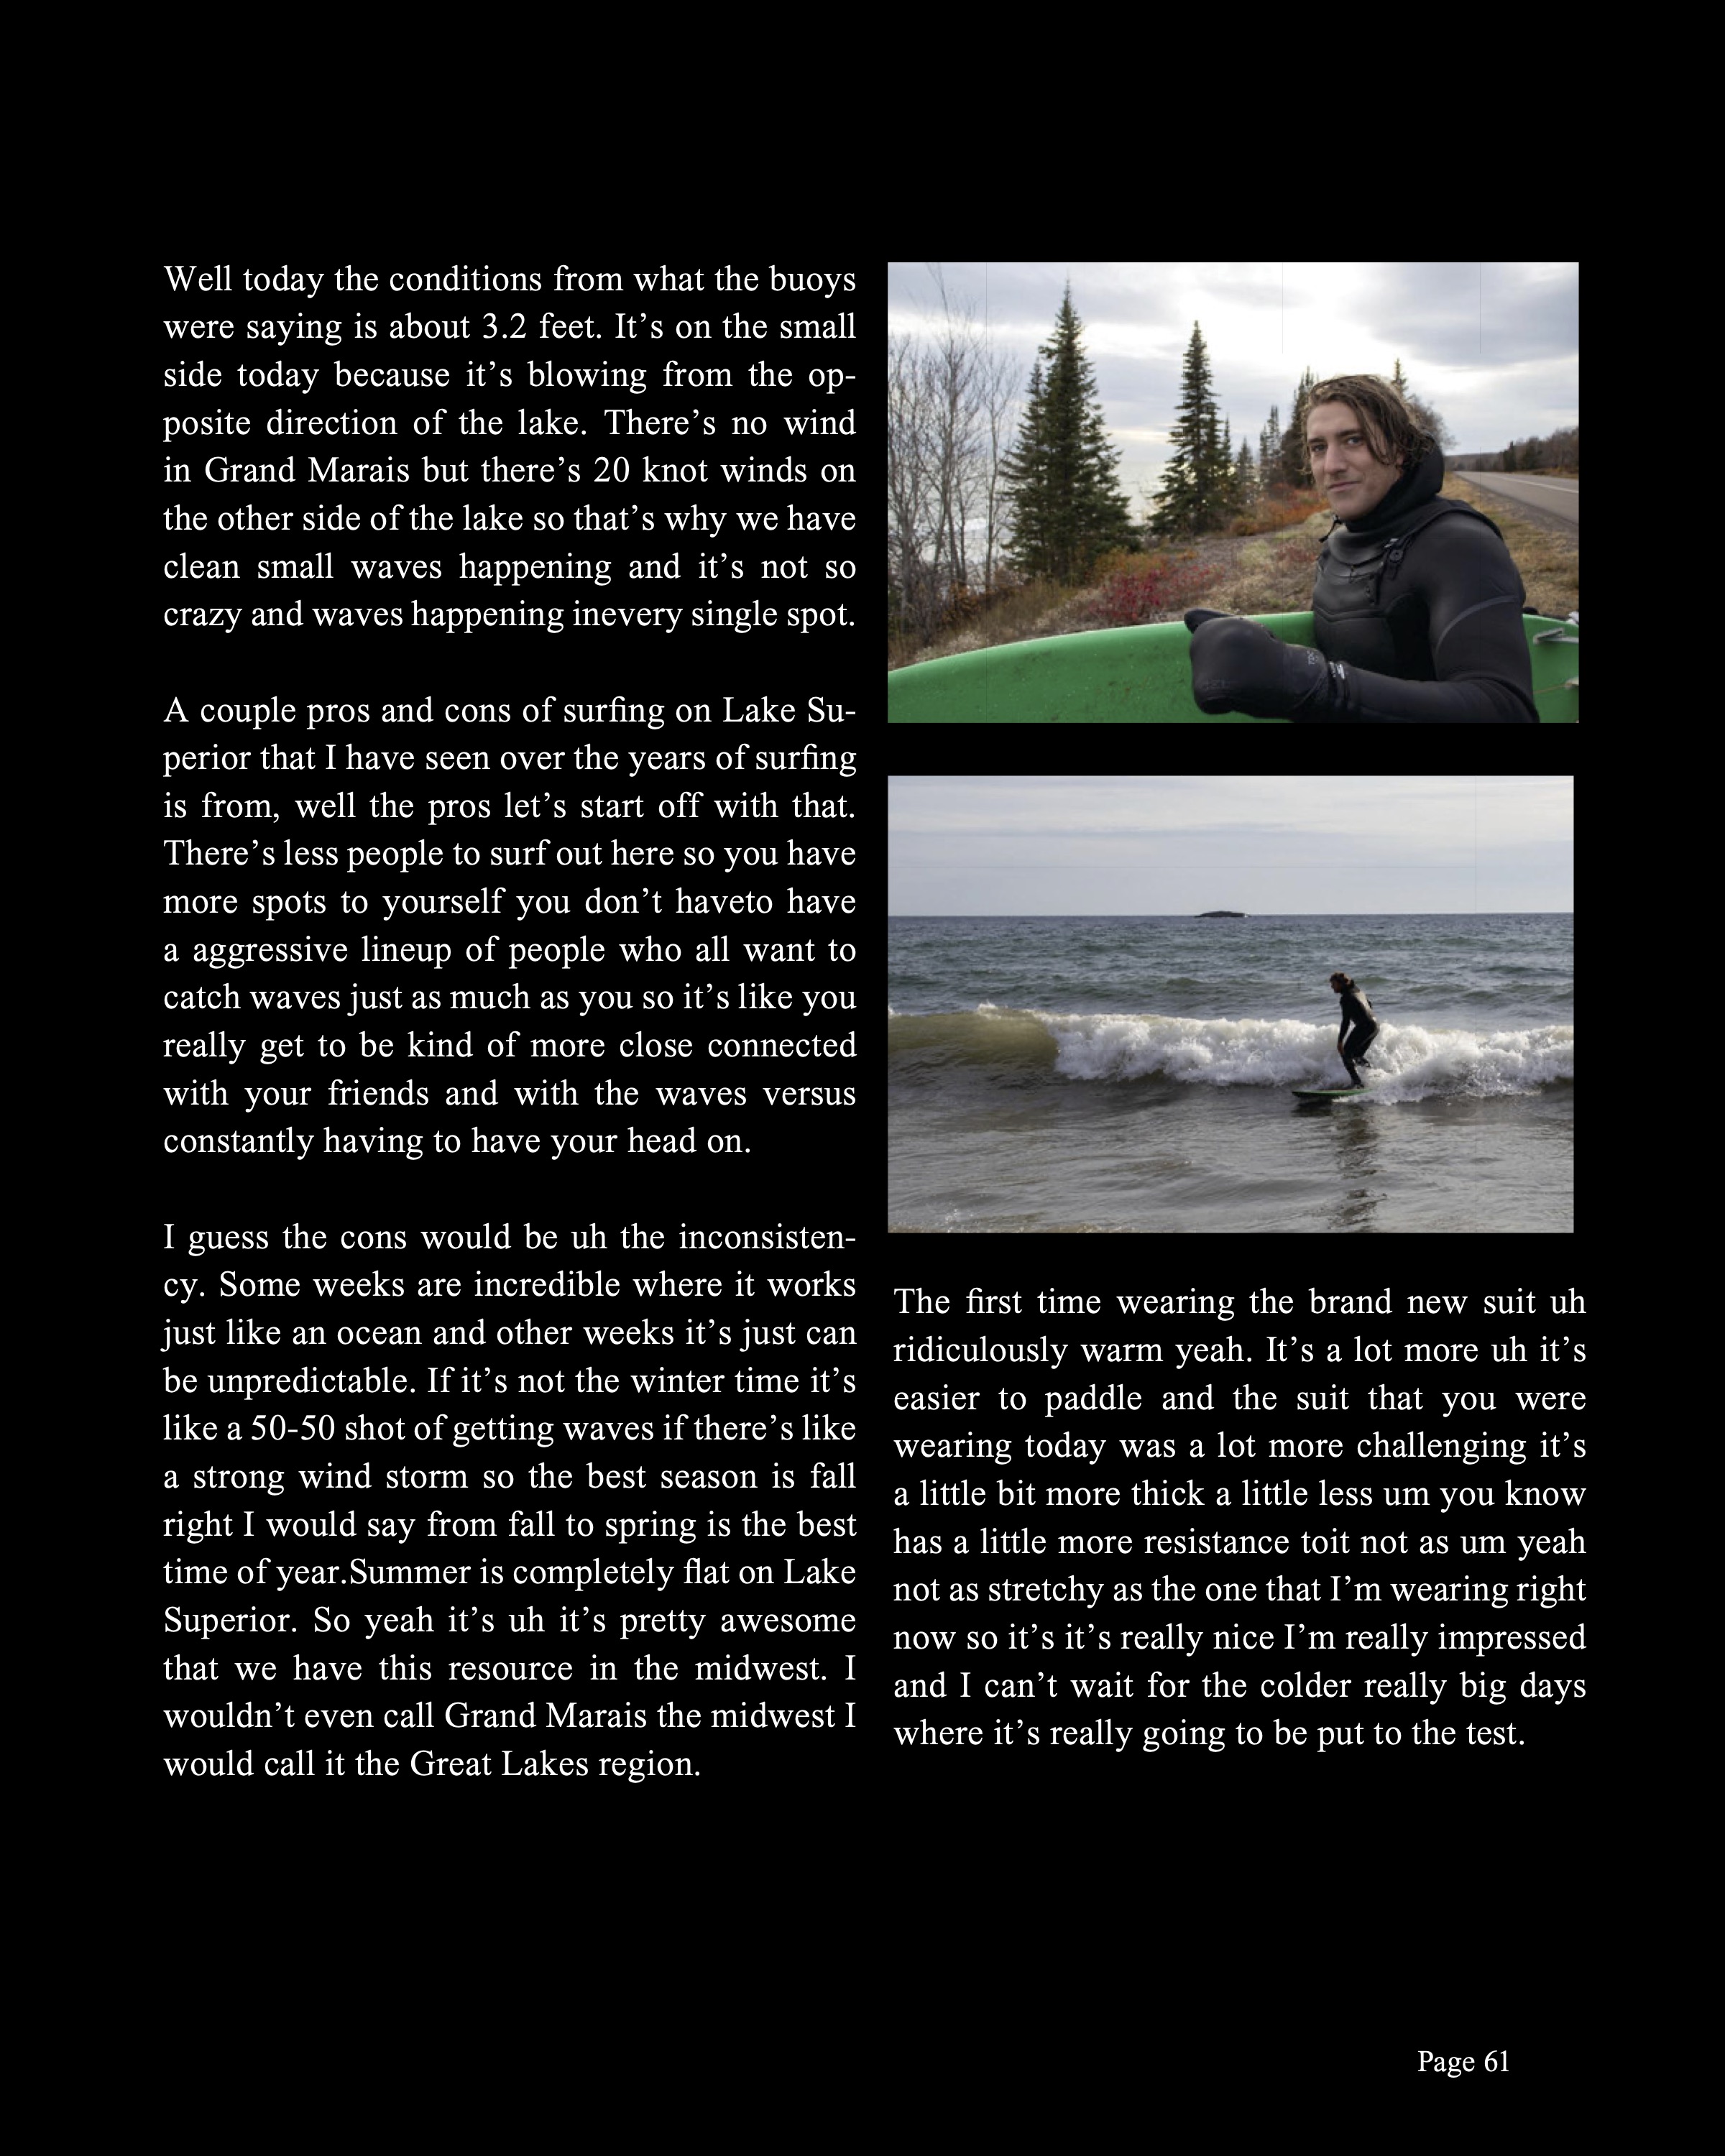 Well today the conditions from what the buoys
were saying is about 3.2 feet. It’s on the small
side today because it’s blowing from the op-
posite direction of the lake. There’s no wind
in Grand Marais but there’s 20 knot winds on
the other side of the lake so that’s why we have
clean small waves happening and it’s not so
crazy and waves happening inevery single spot.
A couple pros and cons of surfing on Lake Su-
perior that I have seen over the years of surfing
is from, well the pros let’s start off with that.
There’s less people to surf out here so you have
more spots to yourself you don’t haveto have
a aggressive lineup of people who all want to
catch waves just as much as you so it’s like you
really get to be kind of more close connected
with your friends and with the waves versus
constantly having to have your head on.
I guess the cons would be uh the inconsisten-
cy. Some weeks are incredible where it works
just like an ocean and other weeks it’s just can
be unpredictable. If it’s not the winter time it’s
like a 50-50 shot of getting waves if there’s like
a strong wind storm so the best season is fall
right I would say from fall to spring is the best
time of year.Summer is completely flat on Lake
Superior. So yeah it’s uh it’s pretty awesome
that we have this resource in the midwest. I
wouldn’t even call Grand Marais the midwest I
would call it the Great Lakes region.
The first time wearing the brand new suit uh
ridiculously warm yeah. It’s a lot more uh it’s
easier to paddle and the suit that you were
wearing today was a lot more challenging it’s
a little bit more thick a little less um you know
has a little more resistance toit not as um yeah
not as stretchy as the one that I’m wearing right
now so it’s it’s really nice I’m really impressed
and I can’t wait for the colder really big days
where it’s really going to be put to the test.
Page 61